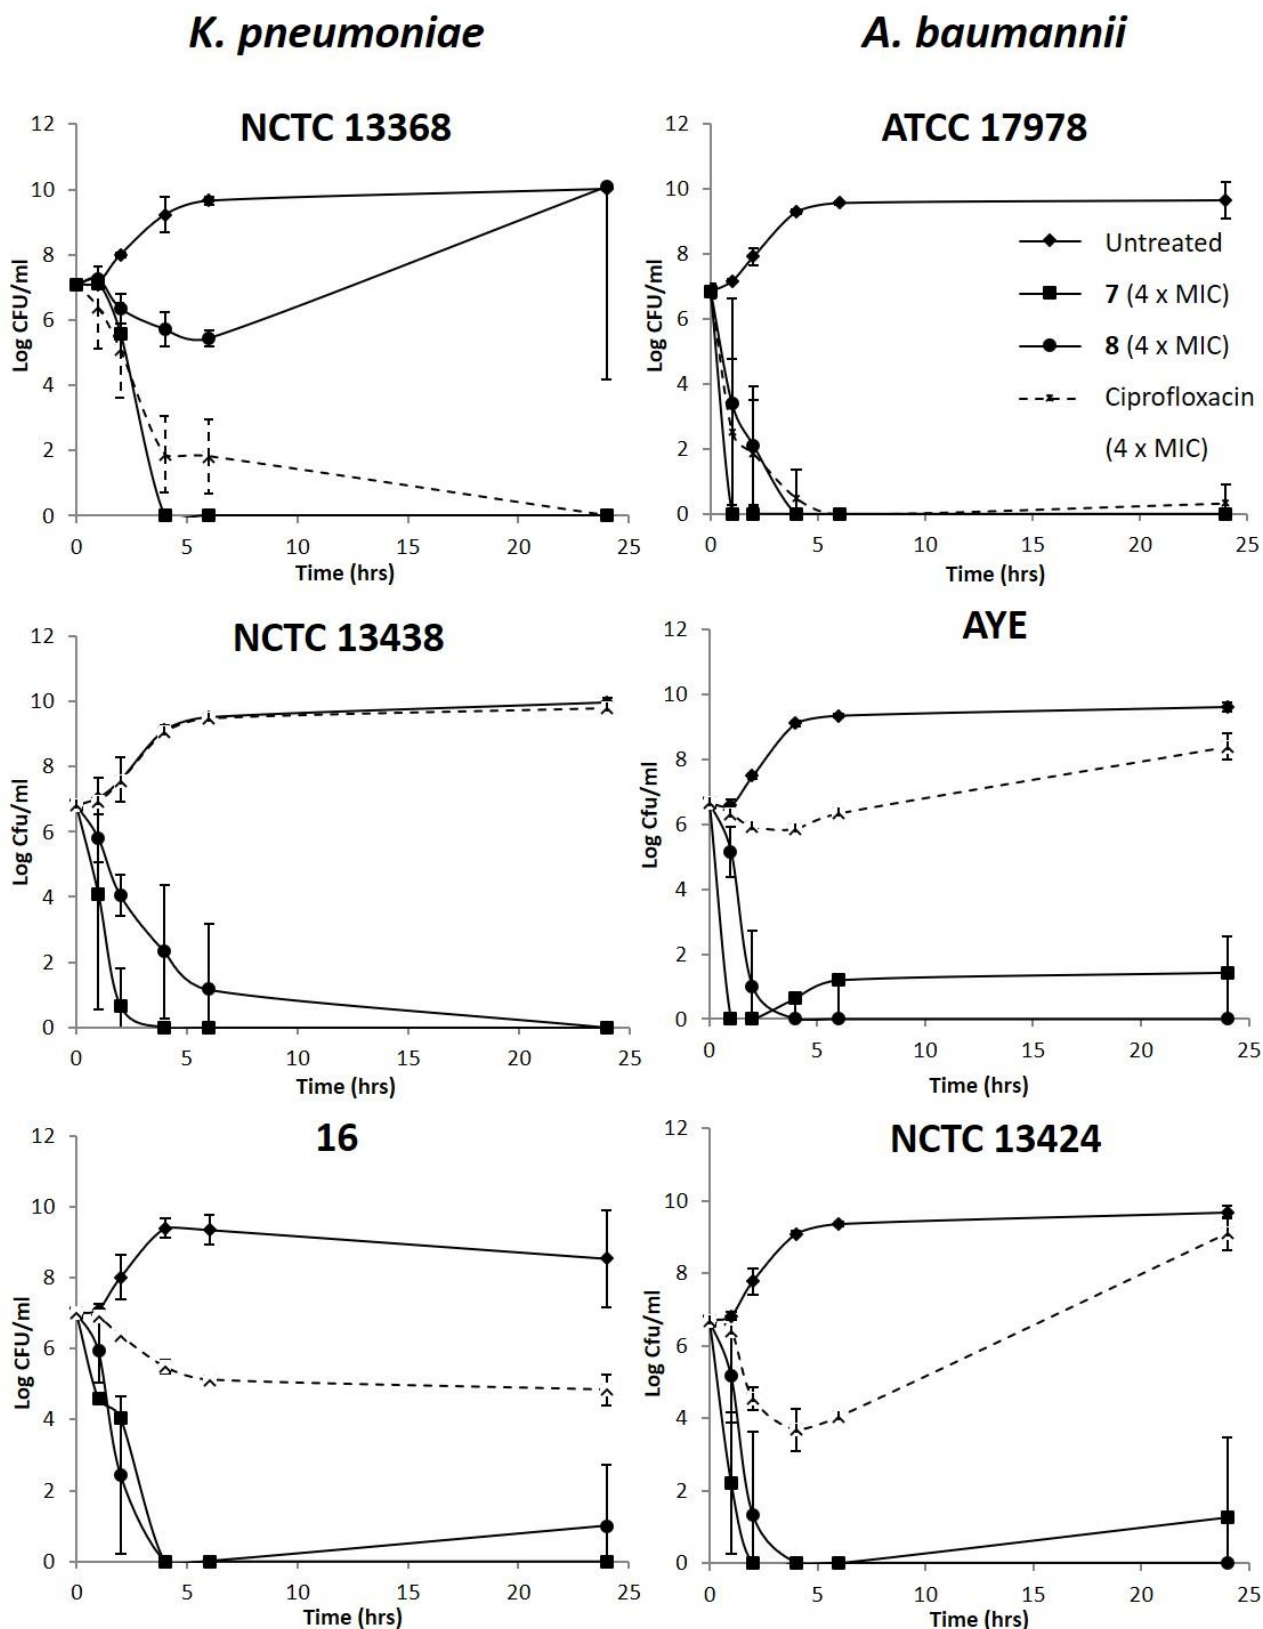 K. pneumoniae
A. baumannii
NCTC 13368
12
10
8
6
4
2
0
Log CFU/ml
0 5 10 15 20 25
Time (hrs)
ATCC 17978
12
10
8
6
4
2
0
Log CFU/ml
0 5 10 15 20 25
Time (hrs)
Untreated
7 (4 x MIC)
8 (4 x MIC)
Ciprofloxacin
(4 x MIC)
NCTC 13438
12
10
8
6
4
2
0
Log Cfu/ml
0 5 10 15 20 25
Time (hrs)
AYE
12
10
8
6
4
2
0
Log Cfu/ml
0 5 10 15 20 25
Time (hrs)
16
12
10
8
6
4
2
0
Log CFU/ml
0 5 10 15 20 25
Time (hrs)
NCTC 13424
12
10
8
6
4
2
0
Log Cfu/ml
0 5 10 15 20 25
Time (hrs)